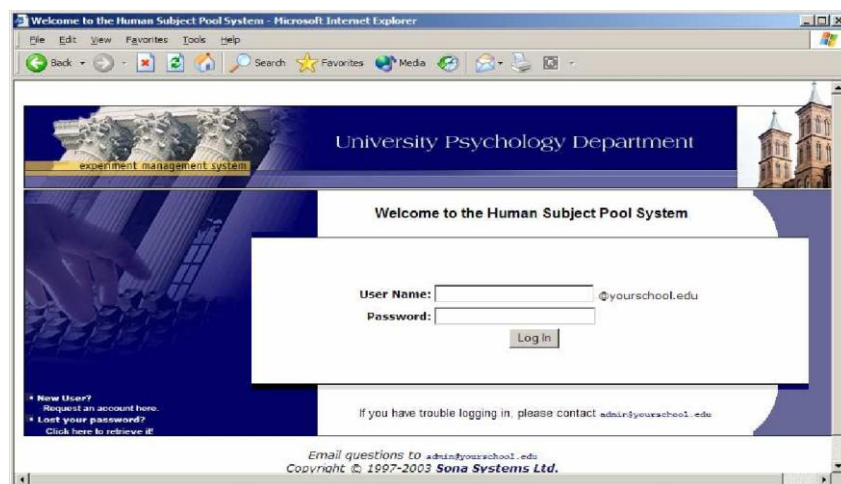 Welcome to the Human Subject Pool System - Microsoft Internet Explorer
File Edit View Favorites Tools Help
Back Search Favorites Media
University Psychology Department
experiment management system
Welcome to the Human Subject Pool System
User Name: @yourschool.edu
Password:
Log In
New User?
Request an account here.
Lost your password?
Click here to retrieve it!
If you have trouble logging in, please contact admin@yourschool.edu
Email questions to admin@yourschool.edu
Copyright © 1997-2003 Sona Systems Ltd.